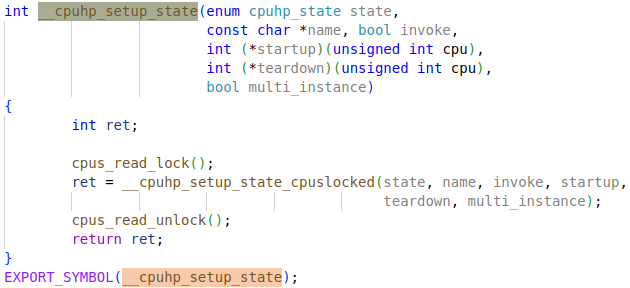 int __cpuhp_setup_state(enum cpuhp_state state,
                        const char *name, bool invoke,
                        int (*startup)(unsigned int cpu),
                        int (*teardown)(unsigned int cpu),
                        bool multi_instance)
{
        int ret;

        cpus_read_lock();
        ret = __cpuhp_setup_state_cpuslocked(state, name, invoke, startup,
                                             teardown, multi_instance);
        cpus_read_unlock();
        return ret;
}
EXPORT_SYMBOL(__cpuhp_setup_state);